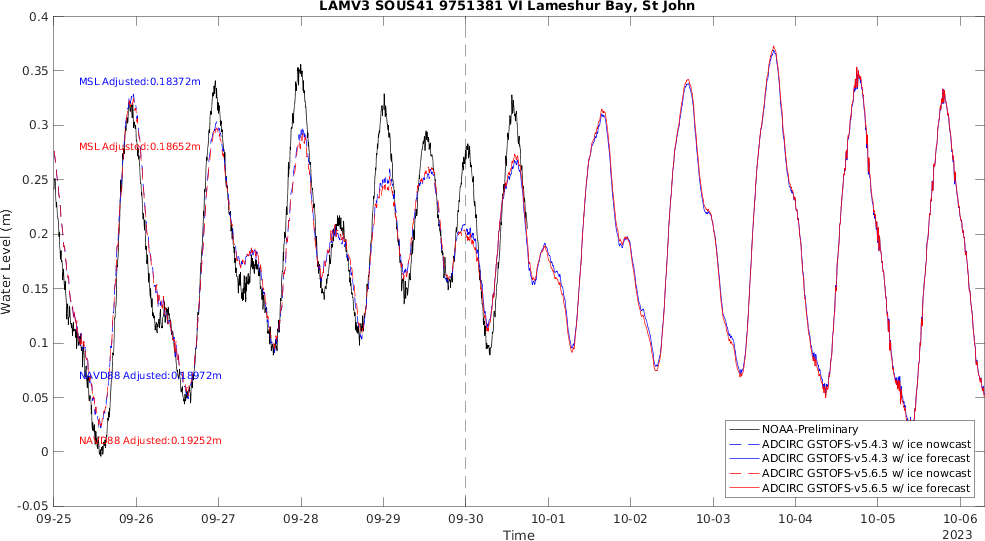 LAMV3 SOUS41 9751381 VI Lameshur Bay, St John
0.4
0.35
0.3
0.25
0.2
0.15
0.1
0.05
0
-0.05
Water Level (m)
MSL Adjusted:0.18372m
MSL Adjusted:0.18652m
NAVD88 Adjusted:0.18972m
NAVD88 Adjusted:0.19252m
NOAA-Preliminary
ADCIRC GSTOFS-v5.4.3 w/ ice nowcast
ADCIRC GSTOFS-v5.4.3 w/ ice forecast
ADCIRC GSTOFS-v5.6.5 w/ ice nowcast
ADCIRC GSTOFS-v5.6.5 w/ ice forecast
09-25 09-26 09-27 09-28 09-29 09-30 10-01 10-02 10-03 10-04 10-05 10-06
2023
Time